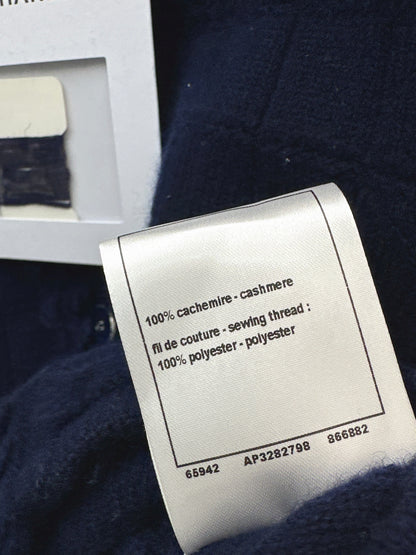 100% cachemire - cashmere
fil de couture - sewing thread :
100% polyester - polyester
65942 AP3282798 866882